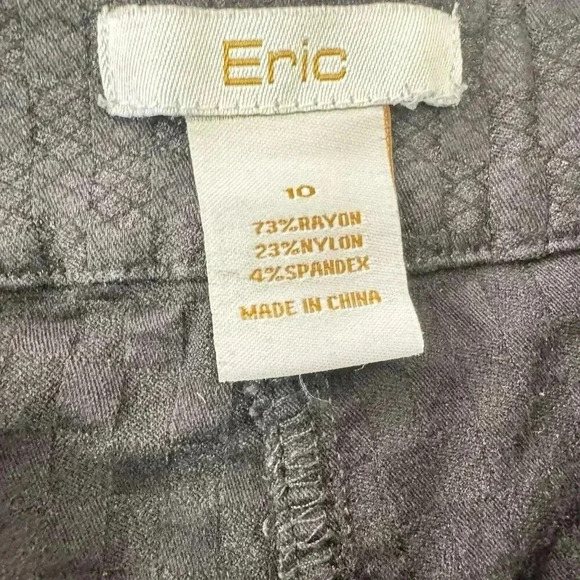 Eric
10
73%RAYON
23%NYLON
4%SPANDEX
MADE IN CHINA